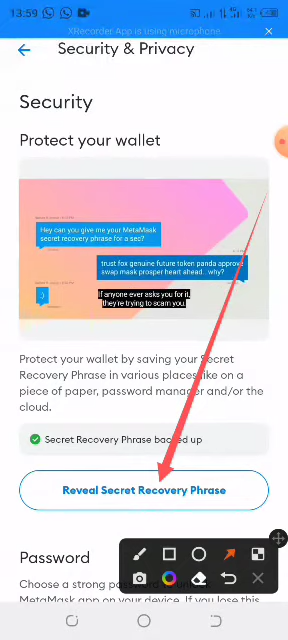 13:59
XRecorder App is using microphone
Security & Privacy
Security
Protect your wallet
Hey can you give me your MetaMask
secret recovery phrase for a sec?
trust fox genuine future token panda approve
swap mask prosper heart ahead...why?
:)
If anyone ever asks you for it,
they're trying to scam you.
Protect your wallet by saving your Secret
Recovery Phrase in various places like on a
piece of paper, password manager and/or the
cloud.
Secret Recovery Phrase backed up
Reveal Secret Recovery Phrase
Password
Choose a strong
MetaMask app on your device. If you lose this